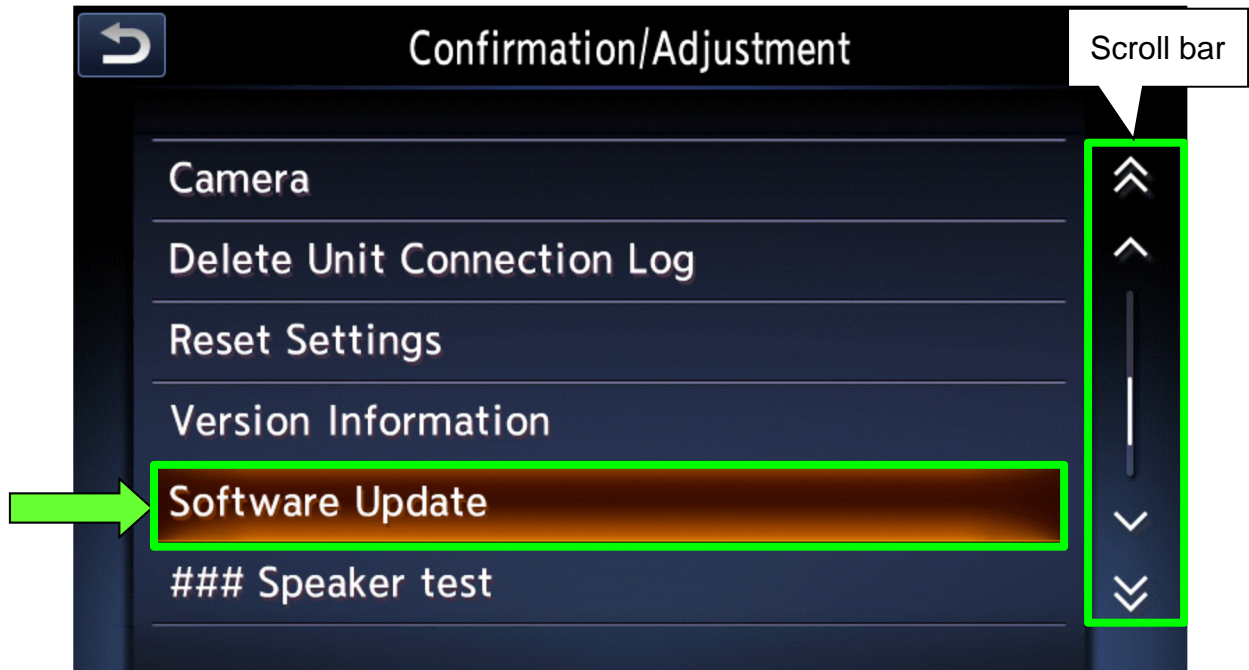 Confirmation/Adjustment
Scroll bar
Camera
Delete Unit Connection Log
Reset Settings
Version Information
Software Update
### Speaker test